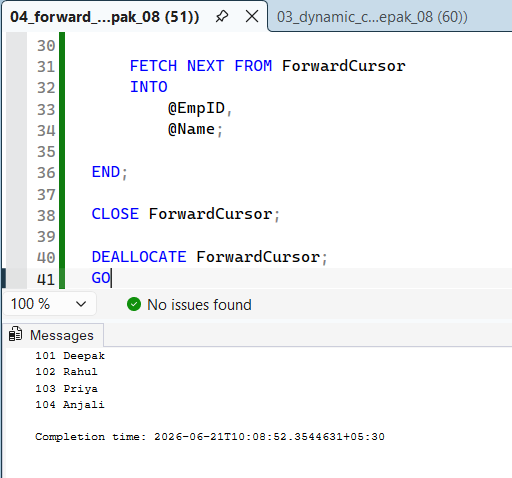 04_forward_...pak_08 (51)) 03_dynamic_c...epak_08 (60))
30
31 FETCH NEXT FROM ForwardCursor
32 INTO
33 @EmpID,
34 @Name;
35
36 END;
37
38 CLOSE ForwardCursor;
39
40 DEALLOCATE ForwardCursor;
41 GO
100 % No issues found
Messages
101 Deepak
102 Rahul
103 Priya
104 Anjali
Completion time: 2026-06-21T10:08:52.3544631+05:30